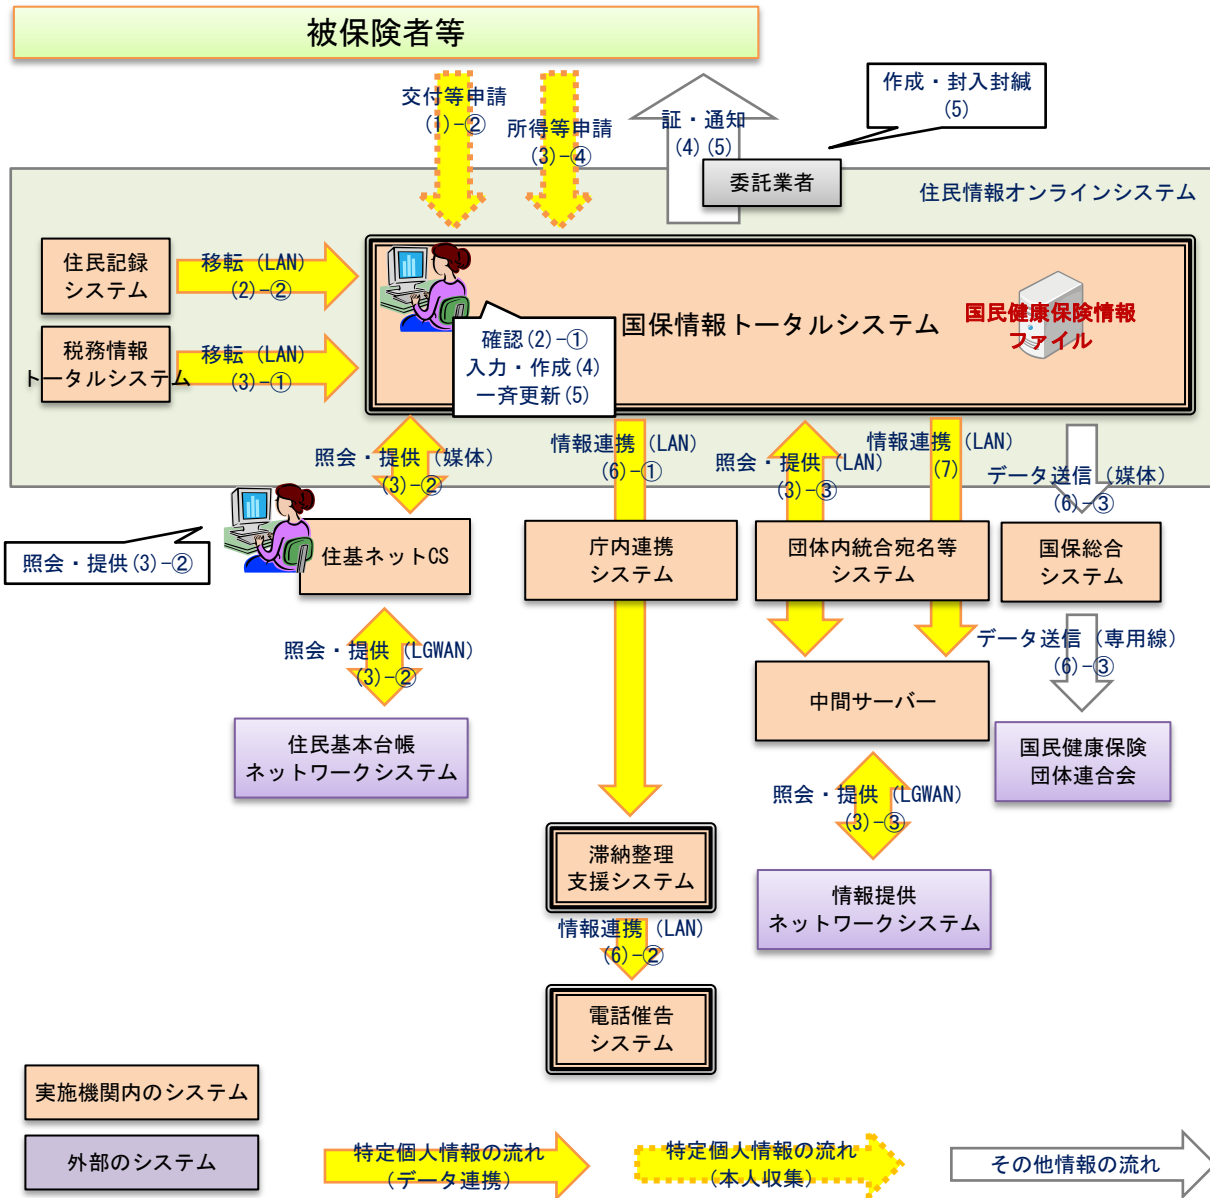 被保険者等
作成・封入封緘
(5)
交付等申請
(1)-②
所得等申請
(3)-④
証・通知
(4)(5)
委託業者
住民情報オンラインシステム
住民記録
システム
移転（LAN）
(2)-②
税務情報
トータルシステム
移転（LAN）
(3)-①
国保情報トータルシステム
国民健康保険情報
ファイル
確認(2)-①
入力・作成(4)
一斉更新(5)
照会・提供（媒体）
(3)-②
情報連携（LAN）
(6)-①
照会・提供（LAN）
(3)-③
情報連携（LAN）
(7)
データ送信（媒体）
(6)-③
照会・提供(3)-②
住基ネットCS
庁内連携
システム
団体内統合宛名等
システム
国保総合
システム
照会・提供（LGWAN）
(3)-②
データ送信（専用線）
(6)-③
中間サーバー
住民基本台帳
ネットワークシステム
国民健康保険
団体連合会
照会・提供（LGWAN）
(3)-③
滞納整理
支援システム
情報提供
ネットワークシステム
情報連携（LAN）
(6)-②
電話催告
システム
実施機関内のシステム
外部のシステム
特定個人情報の流れ
（データ連携）
特定個人情報の流れ
（本人収集）
その他情報の流れ